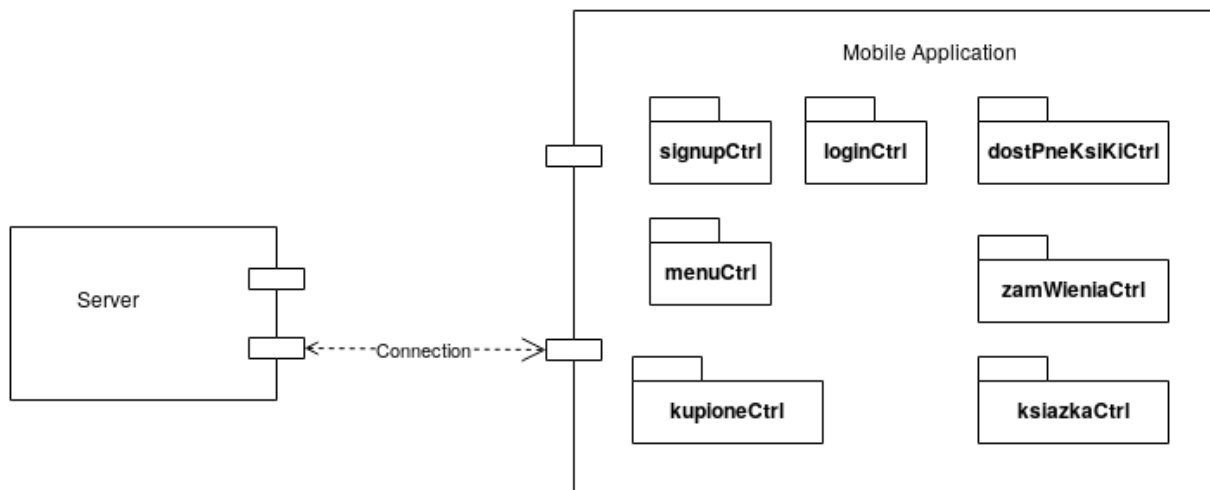 Mobile Application
signupCtrl
loginCtrl
dostPneKsiKiCtrl
menuCtrl
zamWieniaCtrl
Server
Connection
kupioneCtrl
ksiazkaCtrl